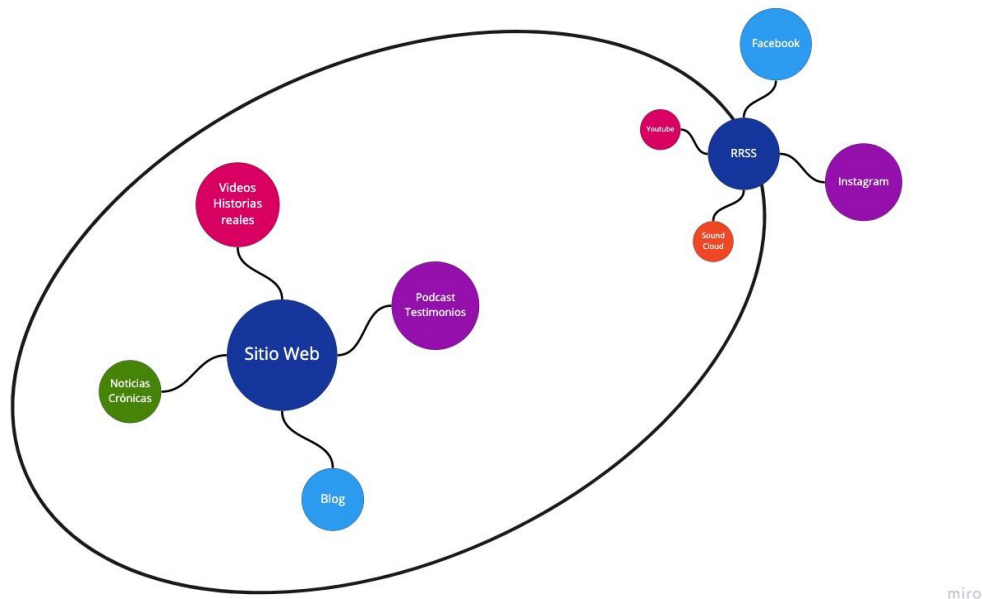 Facebook
Youtube
RRSS
Instagram
Sound
Cloud
Videos
Historias
reales
Podcast
Testimonios
Sitio Web
Noticias
Crónicas
Blog
miro